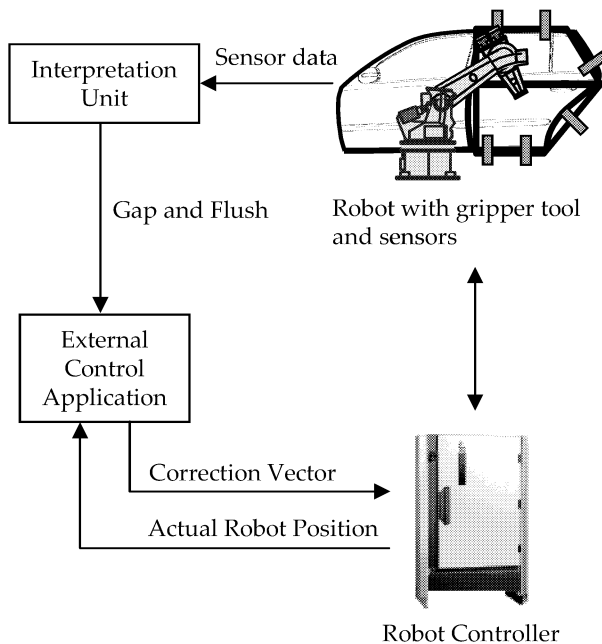 Interpretation
Unit
Sensor data
Robot with gripper tool
and sensors
Gap and Flush
External
Control
Application
Correction Vector
Actual Robot Position
Robot Controller